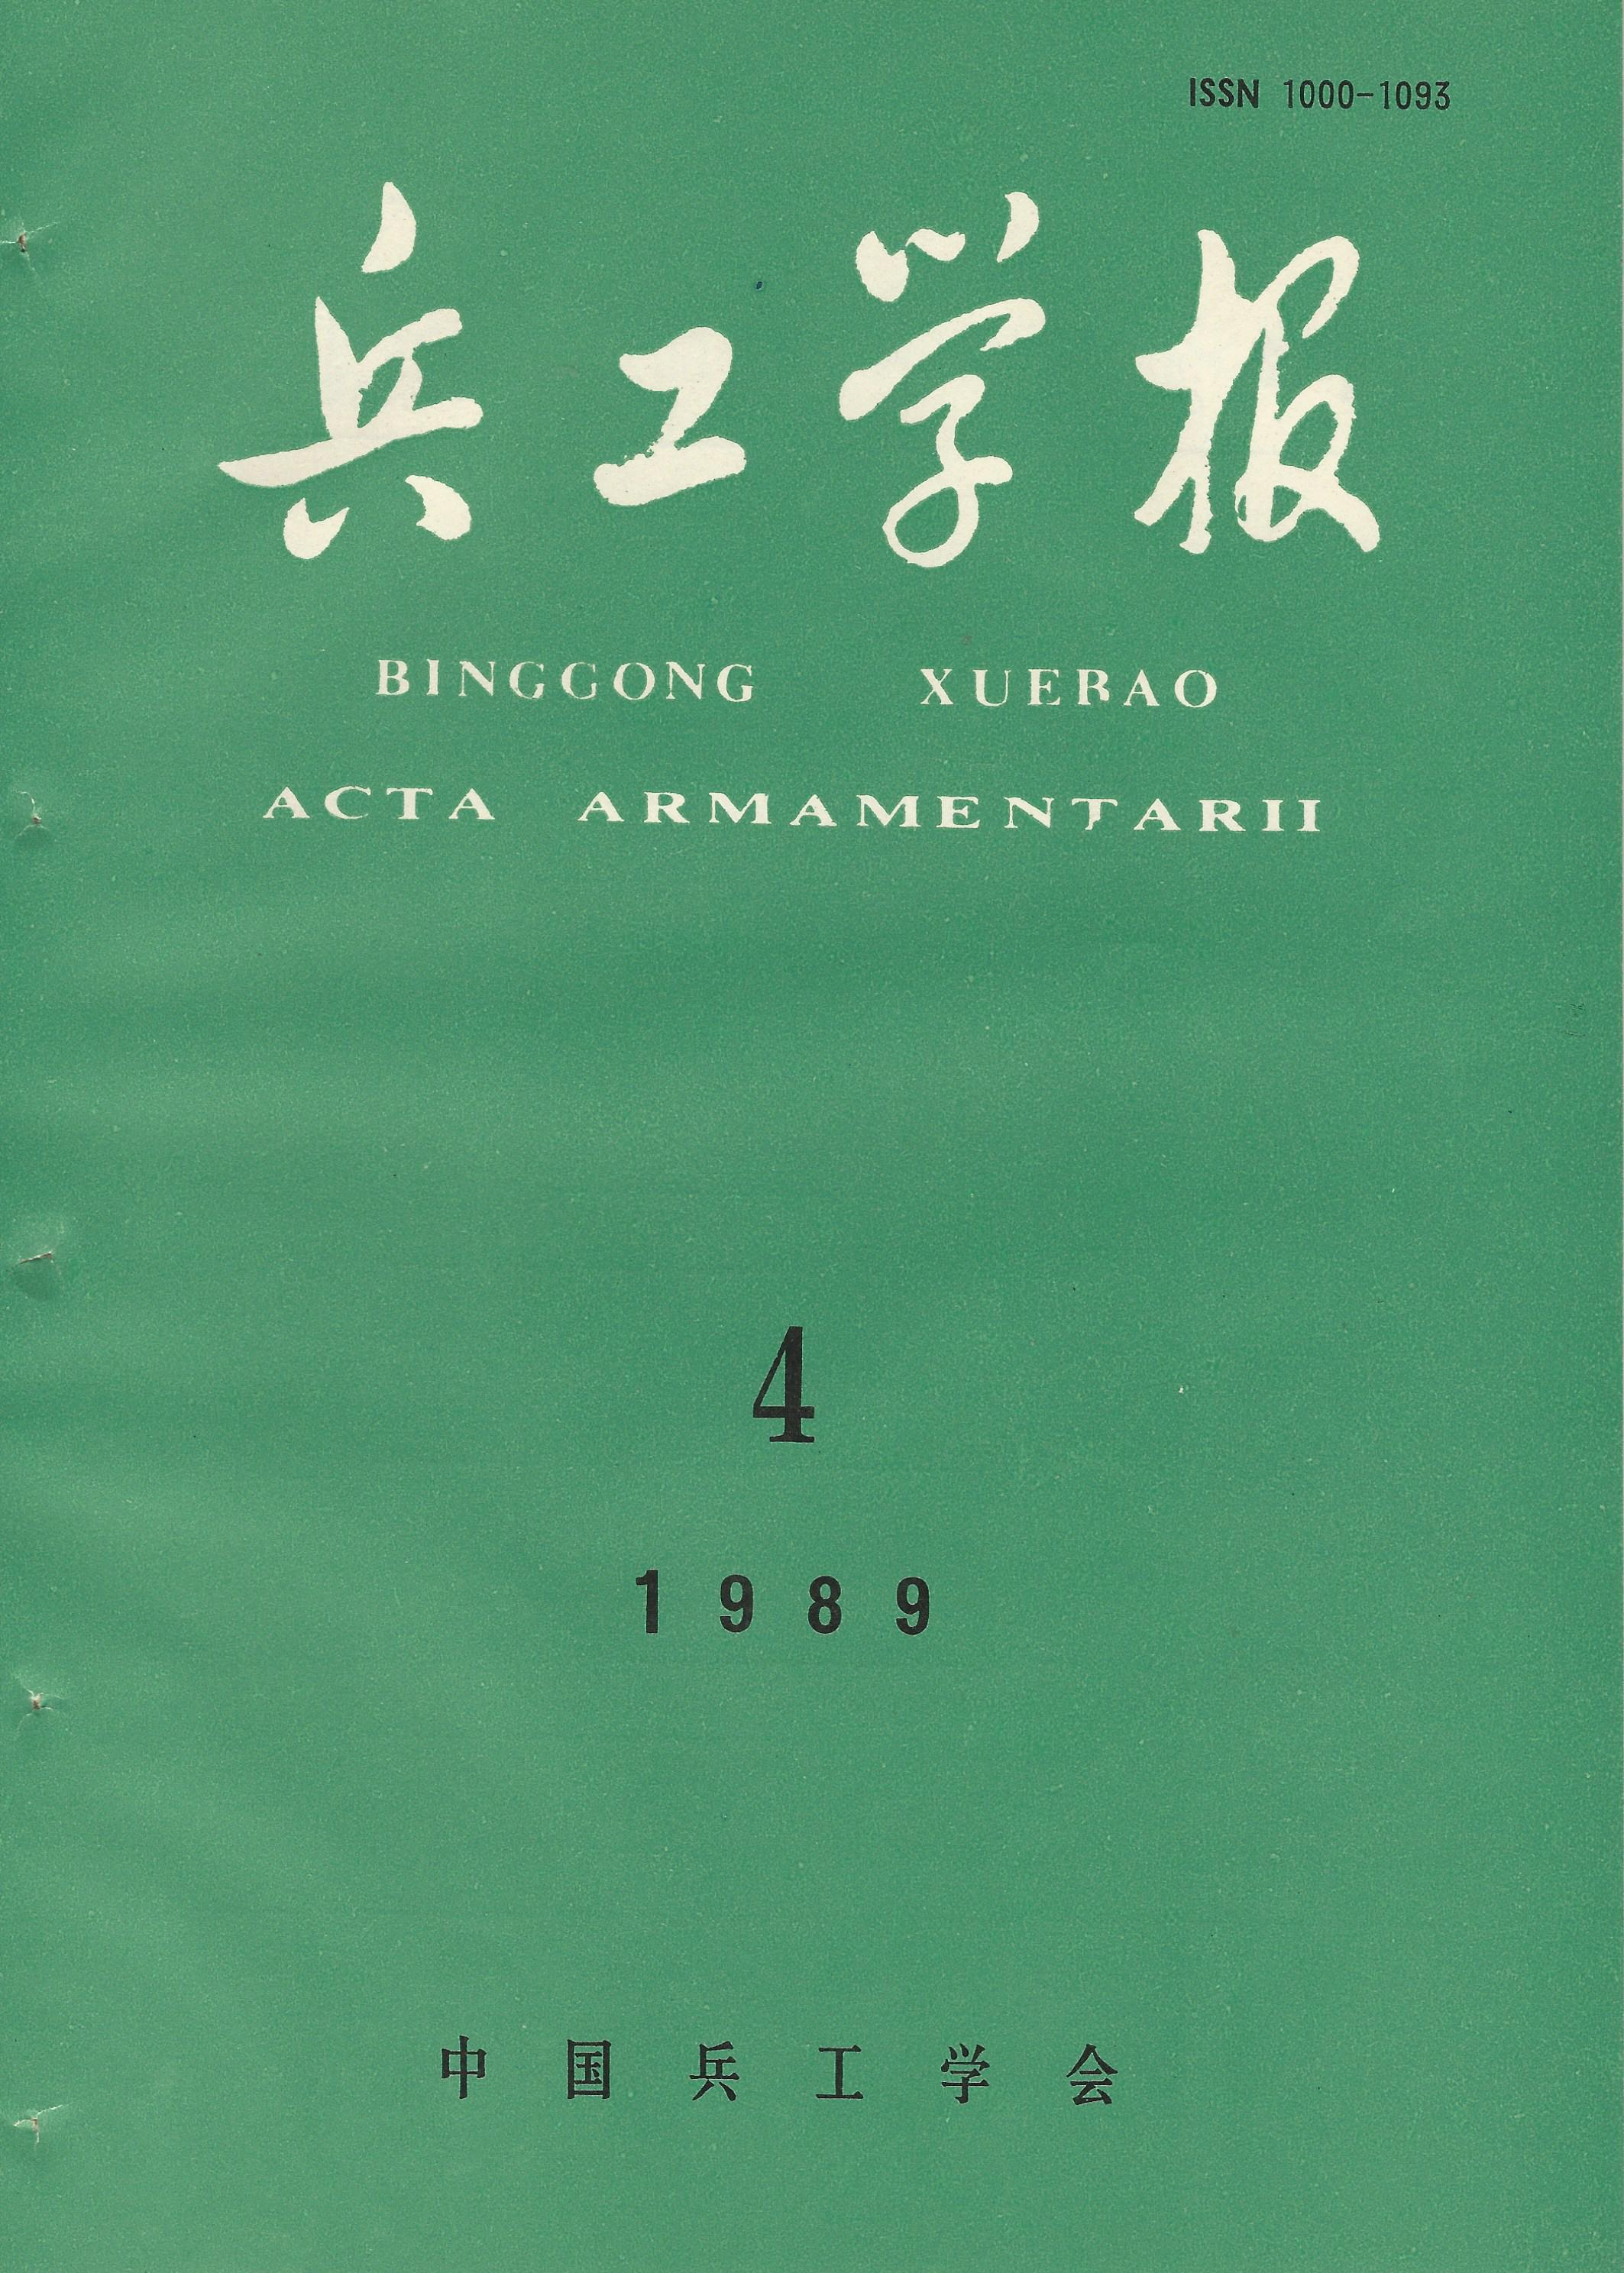 ISSN 1000-1093
兵工学报
BINGGONG XUEBAO
ACTA ARMAMENTARII
4
1989
中国兵工学会